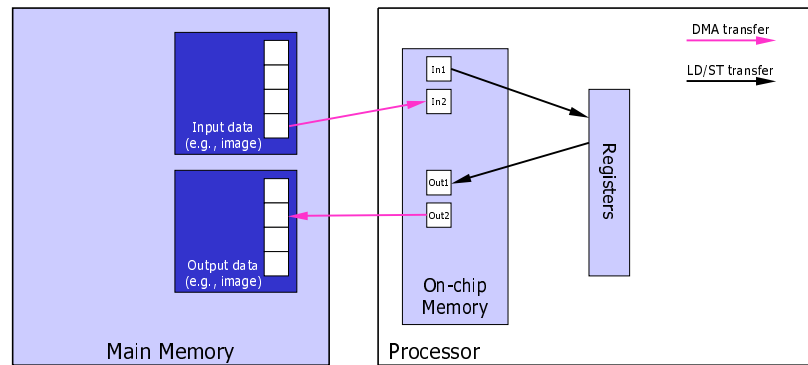 DMA transfer
LD/ST transfer
In1
In2
Input data
(e.g., image)
Out1
Out2
Registers
Output data
(e.g., image)
On-chip
Memory
Main Memory
Processor